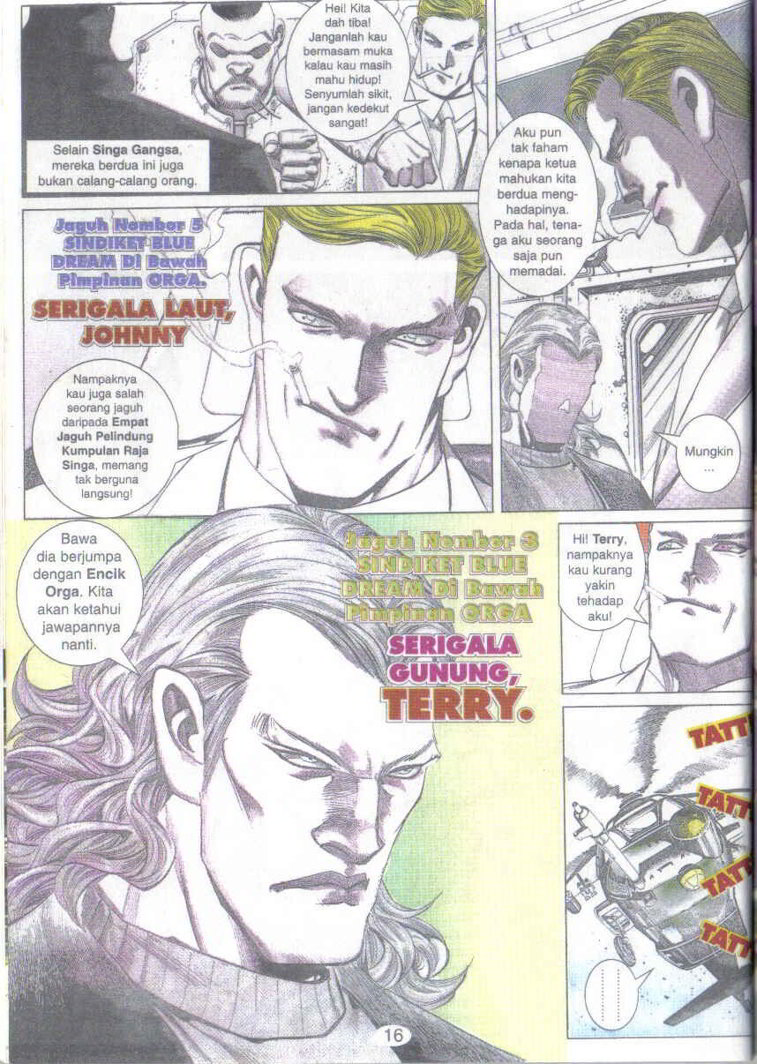 Hei! Kita
dah tiba!
Janganlah kau
bermasam muka
kalau kau masih
mahu hidup!
Senyumlah sikit,
jangan kedekut
sangat!
Selain Singa Gangsa,
mereka berdua ini juga
bukan calang-calang orang.
Aku pun
tak faham
kenapa ketua
mahukan kita
berdua meng-
hadapinya.
Pada hal, tena-
ga aku seorang
saja pun
memadai.
Jaguh Nombor 5
SINDIKET BLUE
DREAM Di Bawah
Pimpinan ORGA.
SERIGALA LAUT,
JOHNNY
Nampaknya
kau juga salah
seorang jaguh
daripada Empat
Jaguh Pelindung
Kumpulan Raja
Singa, memang
tak berguna
langsung!
Mungkin
...
Bawa
dia berjumpa
dengan Encik
Orga. Kita
akan ketahui
jawapannya
nanti.
Jaguh Nombor 3
SINDIKET BLUE
DREAM Di Bawah
Pimpinan ORGA
SERIGALA
GUNUNG,
TERRY.
Hi! Terry,
nampaknya
kau kurang
yakin
tehadap
aku!
TATT
TATT
TATT
TATT
16